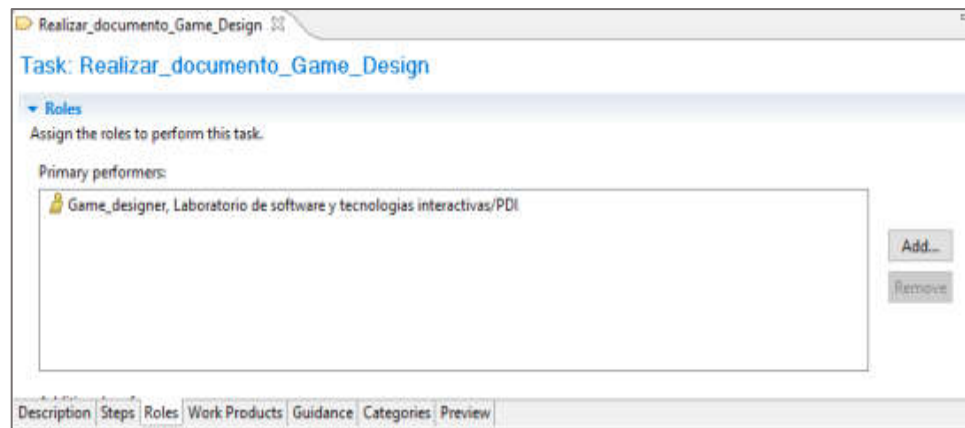 Realizar_documento_Game_Design
Task: Realizar_documento_Game_Design
Roles
Assign the roles to perform this task.
Primary performers:
Game_designer, Laboratorio de software y tecnologias interactivas/PDI
Add...
Remove
Description Steps Roles Work Products Guidance Categories Preview